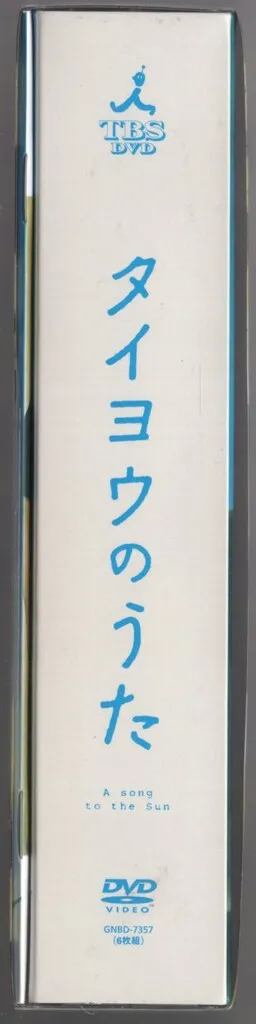 TBS
DVD
タイヨウのうた
A song
to the Sun
DVD
VIDEO™
GNBD-7357
(6枚組)